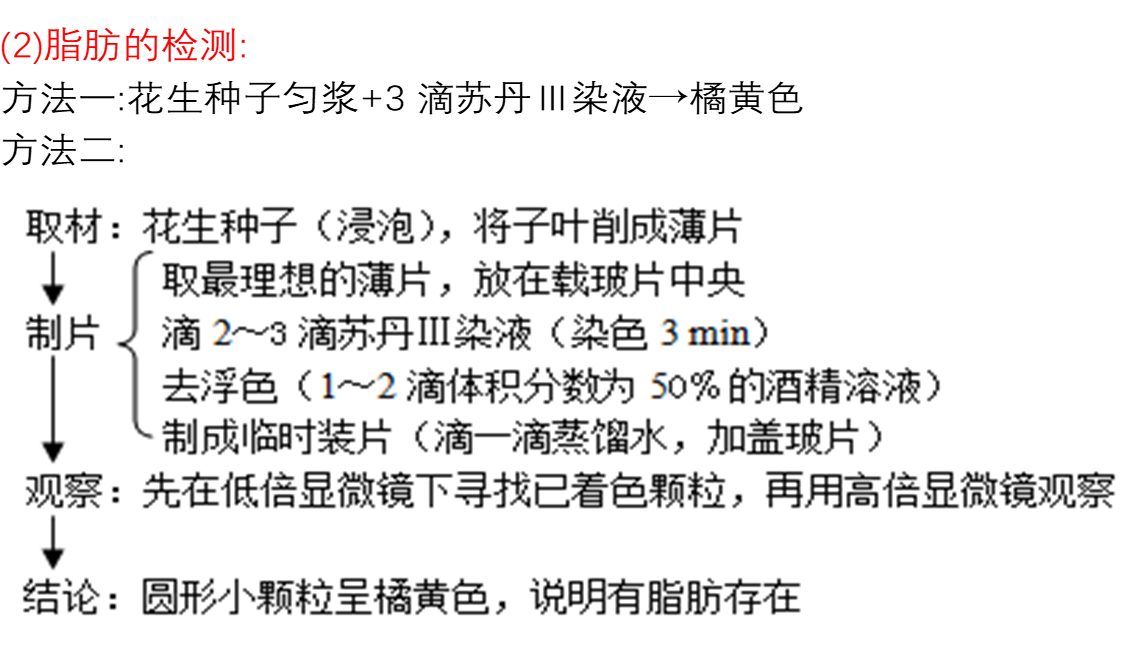 (2)脂肪的检测:
方法一:花生种子匀浆+3 滴苏丹Ⅲ染液→橘黄色
方法二:
取材：花生种子（浸泡），将子叶削成薄片
取最理想的薄片，放在载玻片中央
制片
滴 2～3 滴苏丹Ⅲ染液（染色 3 min）
去浮色（1～2 滴体积分数为 50%的酒精溶液）
制成临时装片（滴一滴蒸馏水，加盖玻片）
观察：先在低倍显微镜下寻找已着色颗粒，再用高倍显微镜观察
结论：圆形小颗粒呈橘黄色，说明有脂肪存在